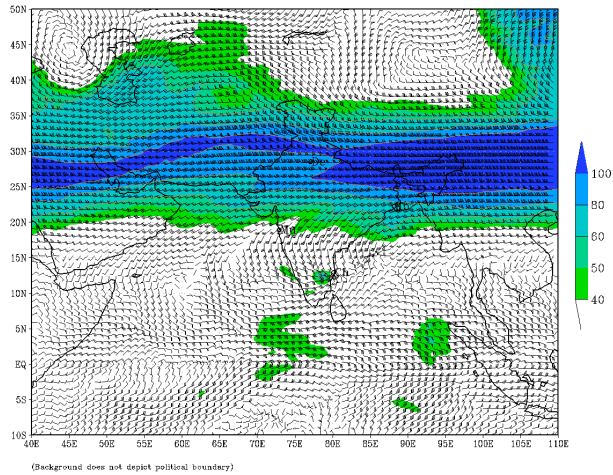 50N
45N
40N
35N
30N
25N
20N
15N
10N
5N
EQ
5S
10S
40E 45E 50E 55E 60E 65E 70E 75E 80E 85E 90E 95E 100E 105E 110E
100
80
60
40
(Background does not depict political boundary)